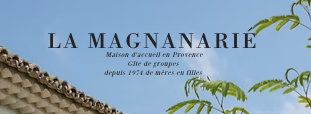 LA MAGNANARIE
Maison d'accueil en Provence
Gîte de groupes
depuis 1974 de mères en filles